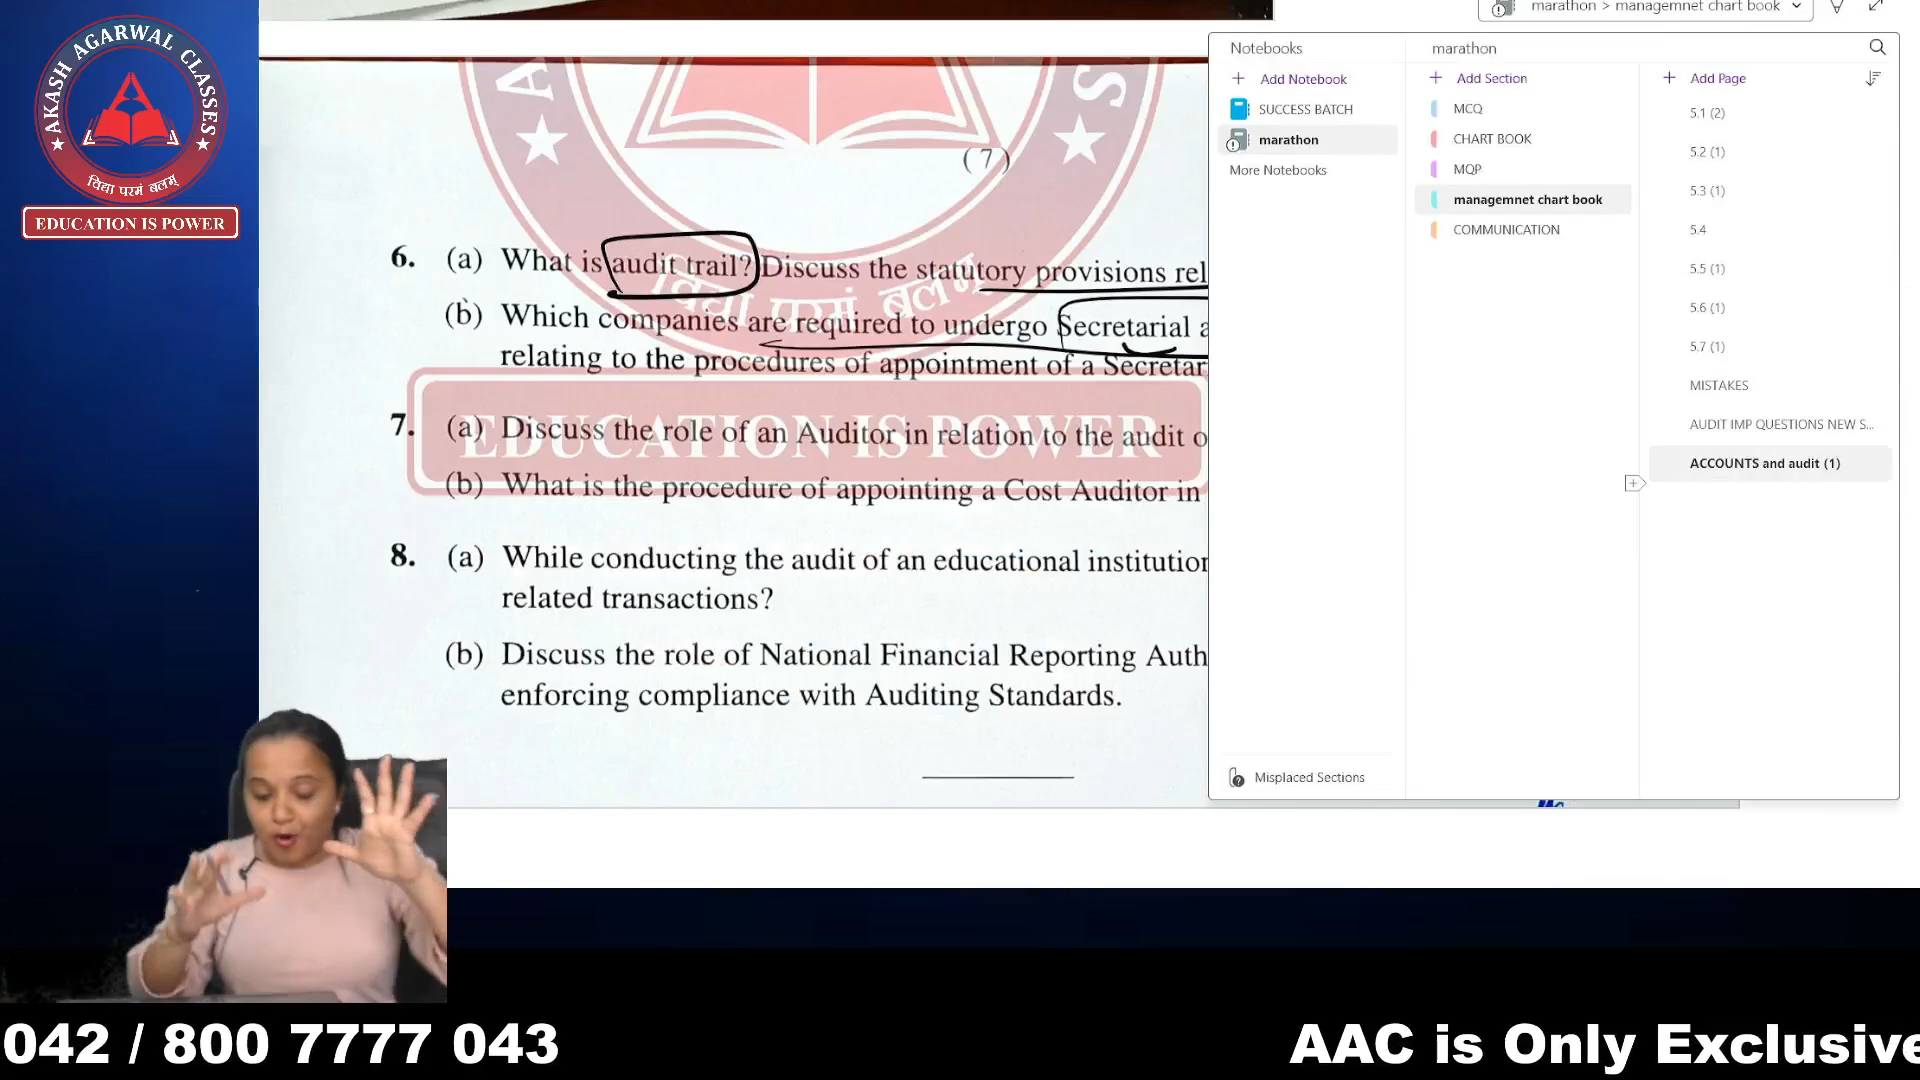 AKASH AGARWAL CLASSES
विद्या परमं बलम्
EDUCATION IS POWER
marathon > managemnet chart book
Notebooks
Add Notebook
SUCCESS BATCH
marathon
More Notebooks
Misplaced Sections
marathon
Add Section
MCQ
CHART BOOK
MQP
managemnet chart book
COMMUNICATION
Add Page
5.1 (2)
5.2 (1)
5.3 (1)
5.4
5.5 (1)
5.6 (1)
5.7 (1)
MISTAKES
AUDIT IMP QUESTIONS NEW S...
ACCOUNTS and audit (1)
A S
( 7 )
विद्या परमं बलम्
6. (a) What is audit trail? Discuss the statutory provisions rel
(b) Which companies are required to undergo Secretarial a
relating to the procedures of appointment of a Secretar
EDUCATION IS POWER
7. (a) Discuss the role of an Auditor in relation to the audit o
(b) What is the procedure of appointing a Cost Auditor in
8. (a) While conducting the audit of an educational institution
related transactions?
(b) Discuss the role of National Financial Reporting Auth
enforcing compliance with Auditing Standards.
042 / 800 7777 043
AAC is Only Exclusive